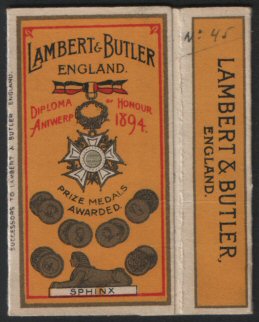 LAMBERT & BUTLER
ENGLAND.
DIPLOMA OF HONOUR
ANTWERP 1894.
PRIZE MEDALS
AWARDED.
SPHINX
SUCCESSORS TO LAMBERT & BUTLER ENGLAND.
No 45
LAMBERT & BUTLER,
ENGLAND.